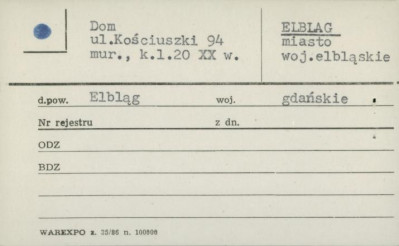 Dom
ul.Kościuszki 94
mur., k.l.20 XX w.
ELBLĄG
miasto
woj.elbląskie
d.pow. Elbląg woj. gdańskie
Nr rejestru z dn.
ODZ
BDZ
WAREXPO z. 25/86 n. 100000